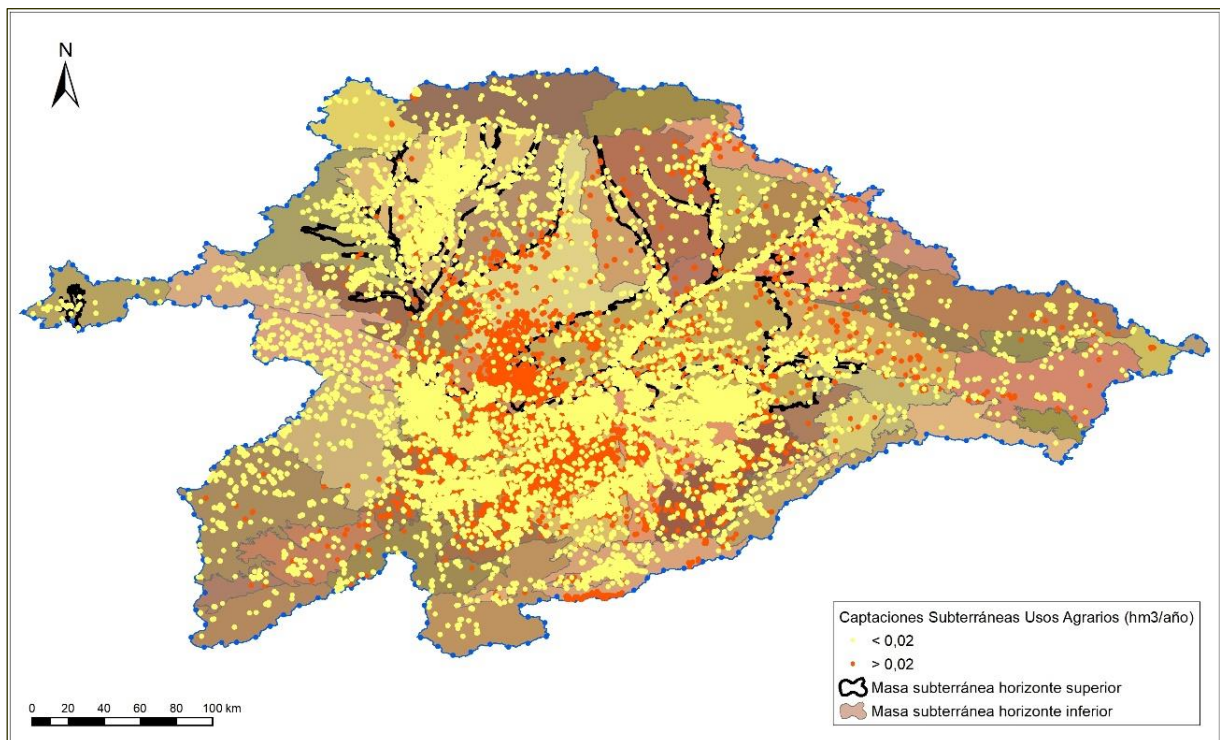 N
Captaciones Subterráneas Usos Agrarios (hm3/año)
< 0,02
> 0,02
Masa subterránea horizonte superior
Masa subterránea horizonte inferior
0 10 20 40 60 80 100 km